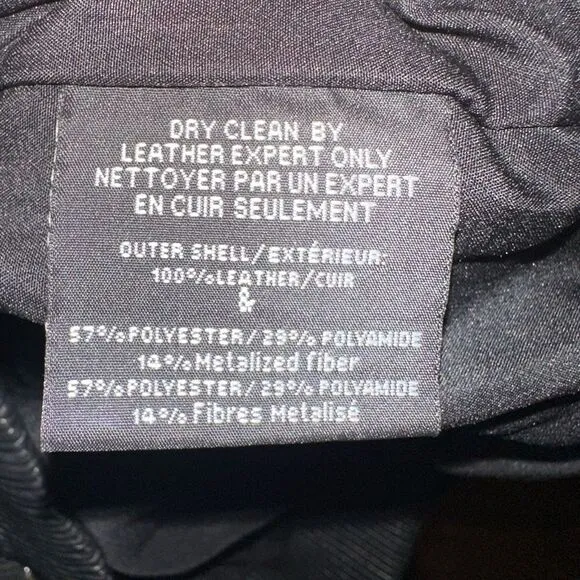 DRY CLEAN BY
LEATHER EXPERT ONLY
NETTOYER PAR UN EXPERT
EN CUIR SEULEMENT
OUTER SHELL/EXTÉRIEUR:
100%LEATHER/CUIR
&
57%POLYESTER/29%POLYAMIDE
14%Metalized fiber
57%POLYESTER/29%POLYAMIDE
14%Fibres Metalisé